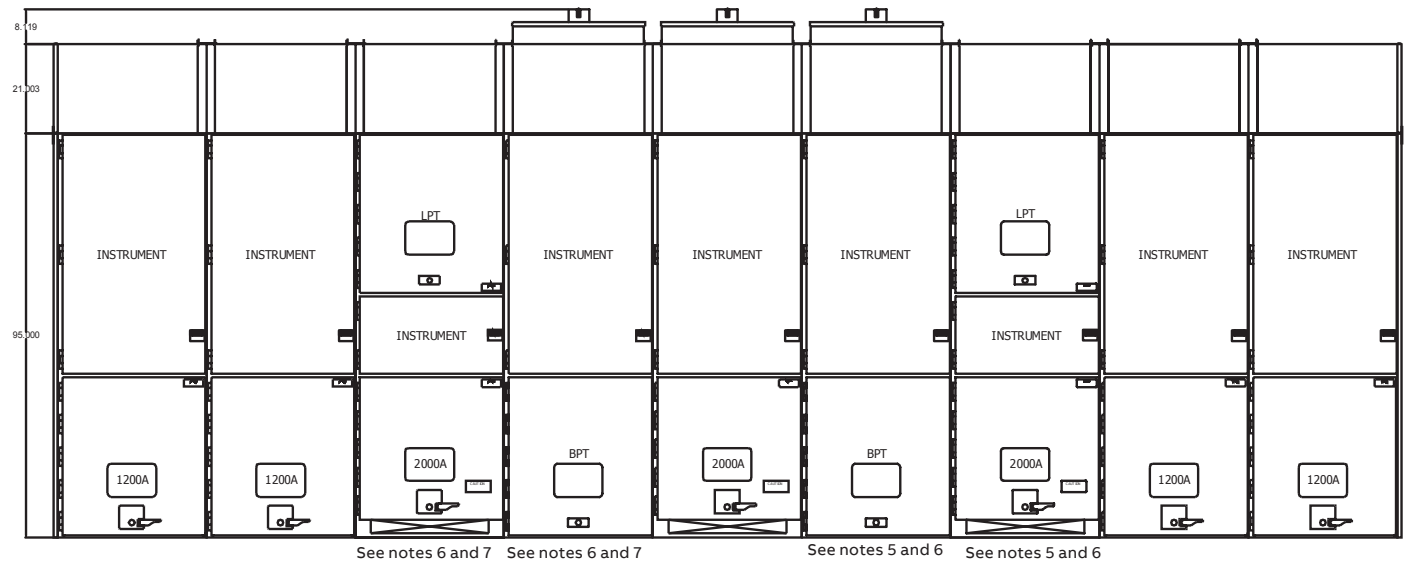 8.119
21.003
LPT LPT
INSTRUMENT INSTRUMENT INSTRUMENT INSTRUMENT INSTRUMENT INSTRUMENT INSTRUMENT
95.000
INSTRUMENT INSTRUMENT
BPT BPT
2000A 2000A 2000A
1200A 1200A 1200A 1200A
See notes 6 and 7 See notes 6 and 7 See notes 5 and 6 See notes 5 and 6